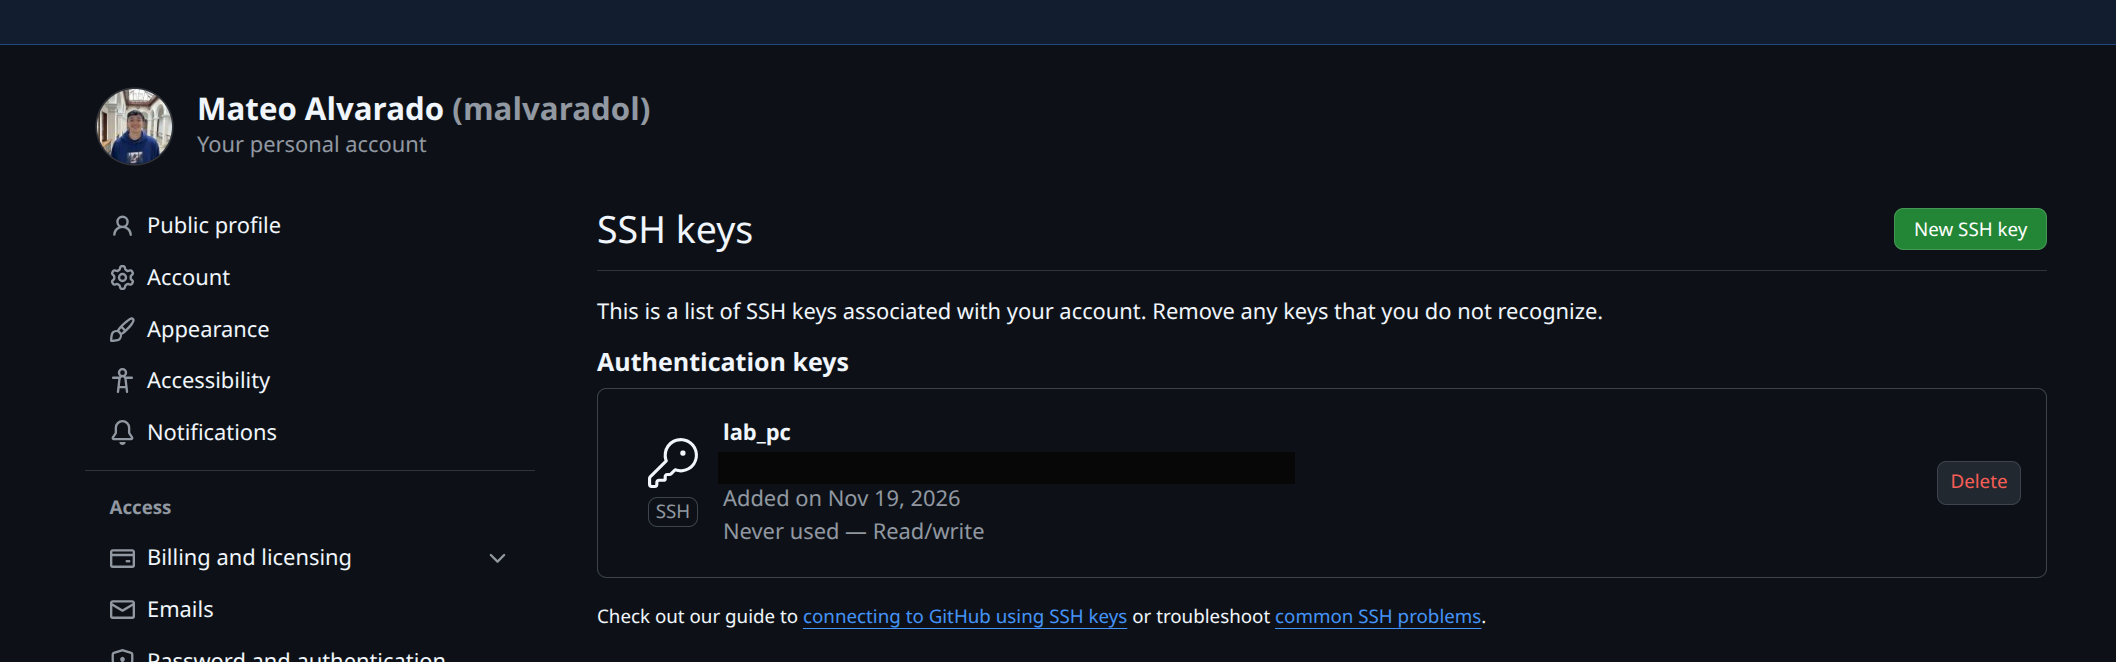 Mateo Alvarado (malvaradol)
Your personal account
Public profile
Account
Appearance
Accessibility
Notifications
Access
Billing and licensing
Emails
Password and authentication
SSH keys
New SSH key
This is a list of SSH keys associated with your account. Remove any keys that you do not recognize.
Authentication keys
lab_pc
SSH
Added on Nov 19, 2026
Never used — Read/write
Delete
Check out our guide to connecting to GitHub using SSH keys or troubleshoot common SSH problems.